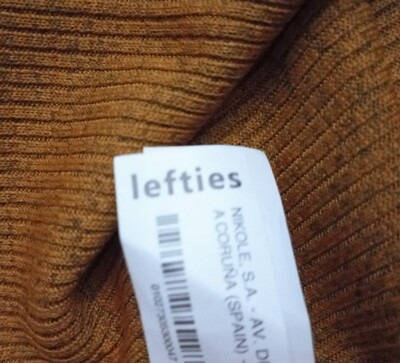 lefties
NIKOLE, S.A. - AV. D
A CORUÑA (SPAIN)